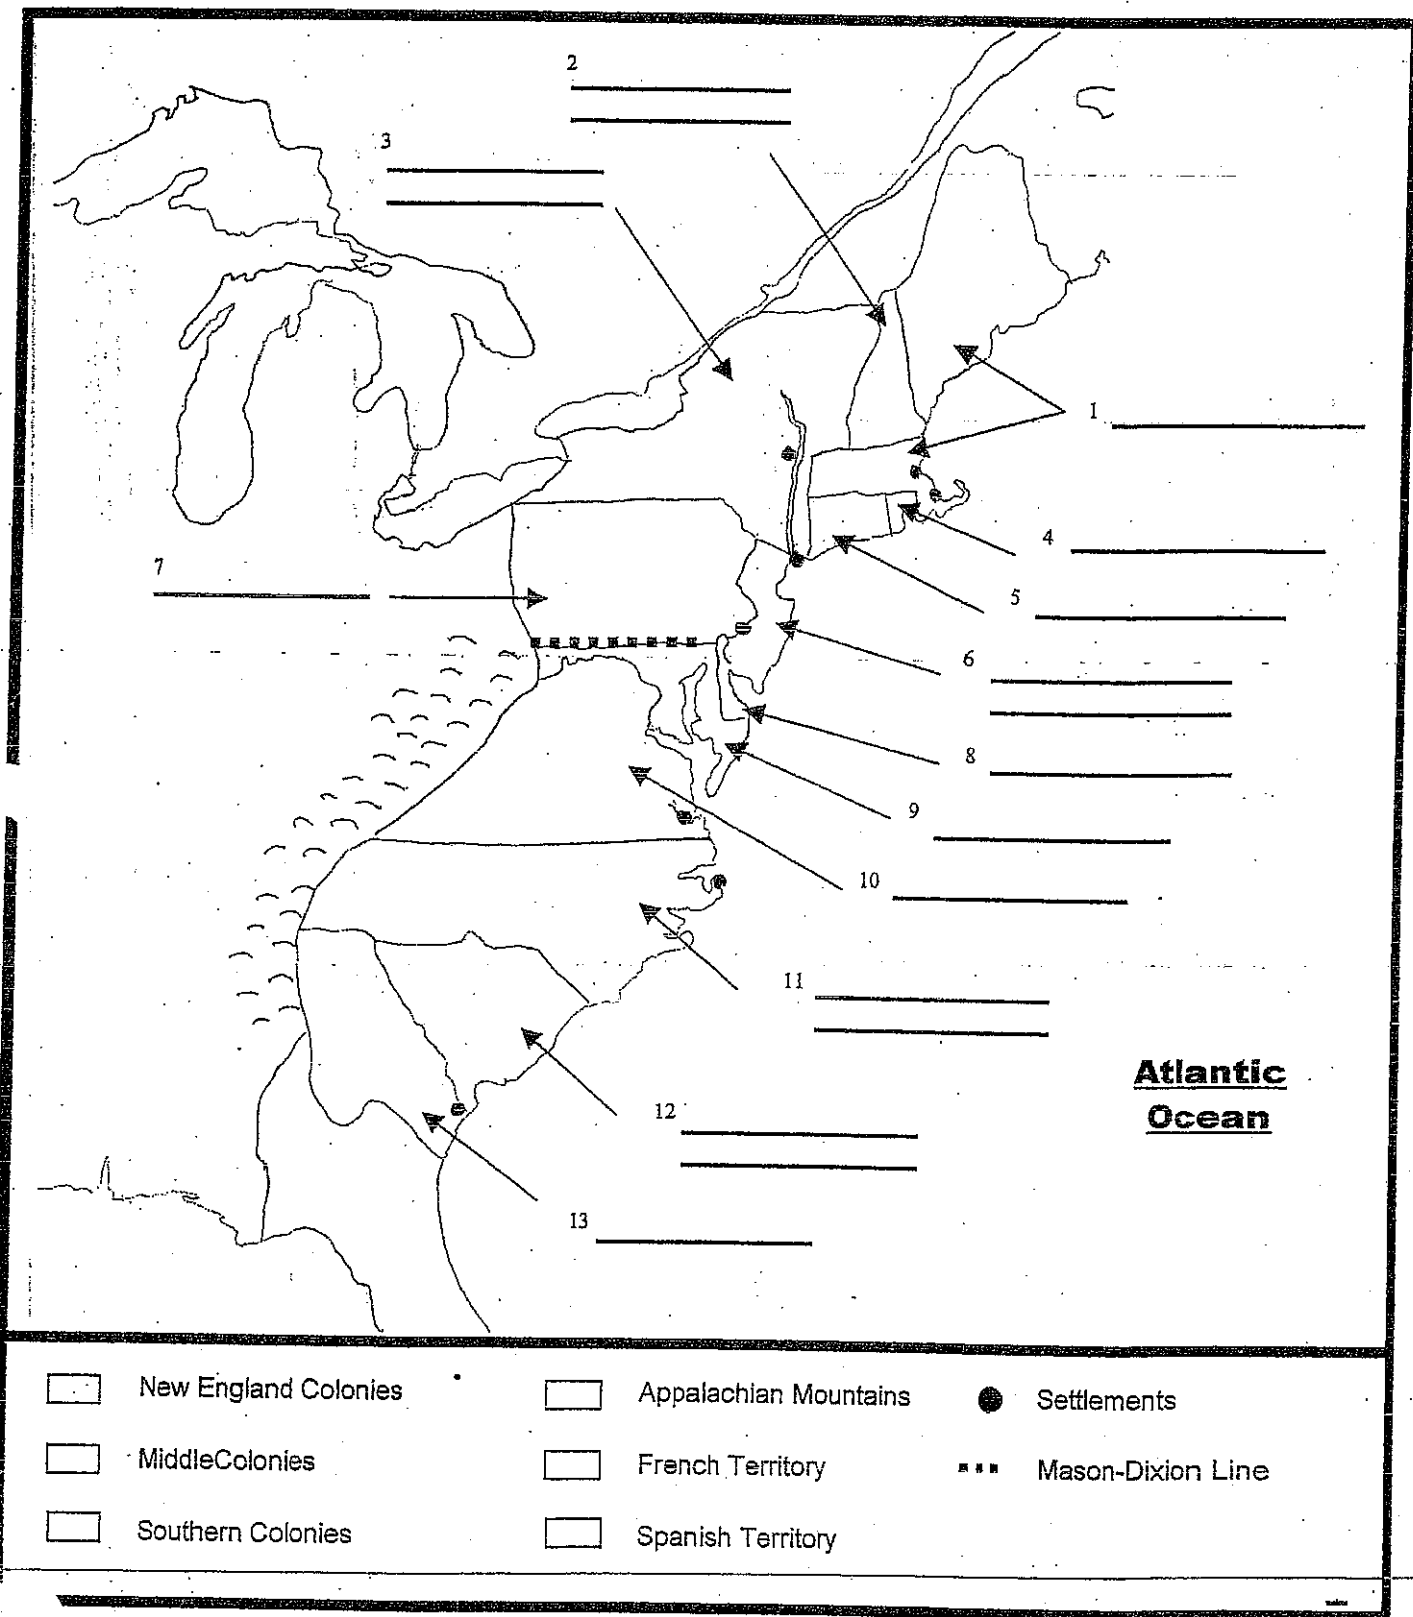 2
3
1
4
7
5
6
8
9
10
11
Atlantic
Ocean
12
13
New England Colonies
Appalachian Mountains
Settlements
MiddleColonies
French Territory
Mason-Dixion Line
Southern Colonies
Spanish Territory